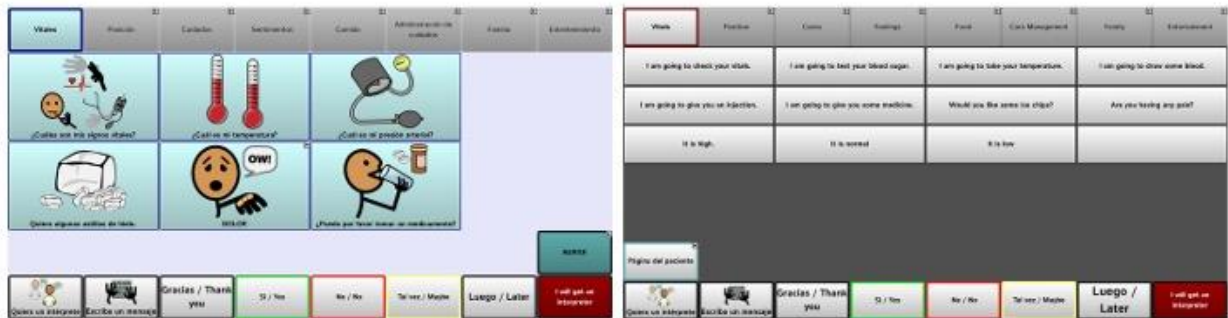 Vitales Posición Cuidados Sentimientos Comida Administración de cuidados Familia Entretenimiento
¿Cuáles son mis signos vitales? ¿Cuál es mi temperatura? ¿Cuál es mi presión arterial?
OW!
Quiero algunas astillas de hielo. DOLOR ¿Puedo por favor tomar mi medicamento?
NURSE
Quiero un intérprete Escriba un mensaje Gracias / Thank you Sí / Yes No / No Tal vez / Maybe Luego / Later I will get an interpreter
Vitals Position Cares Feelings Food Care Management Family Entertainment
I am going to check your vitals. I am going to test your blood sugar. I am going to take your temperature. I am going to draw some blood.
I am going to give you an injection. I am going to give you some medicine. Would you like some ice chips? Are you having any pain?
It is high. It is normal It is low
Página del paciente
Quiero un intérprete Escriba un mensaje Gracias / Thank you Sí / Yes No / No Tal vez / Maybe Luego / Later I will get an interpreter